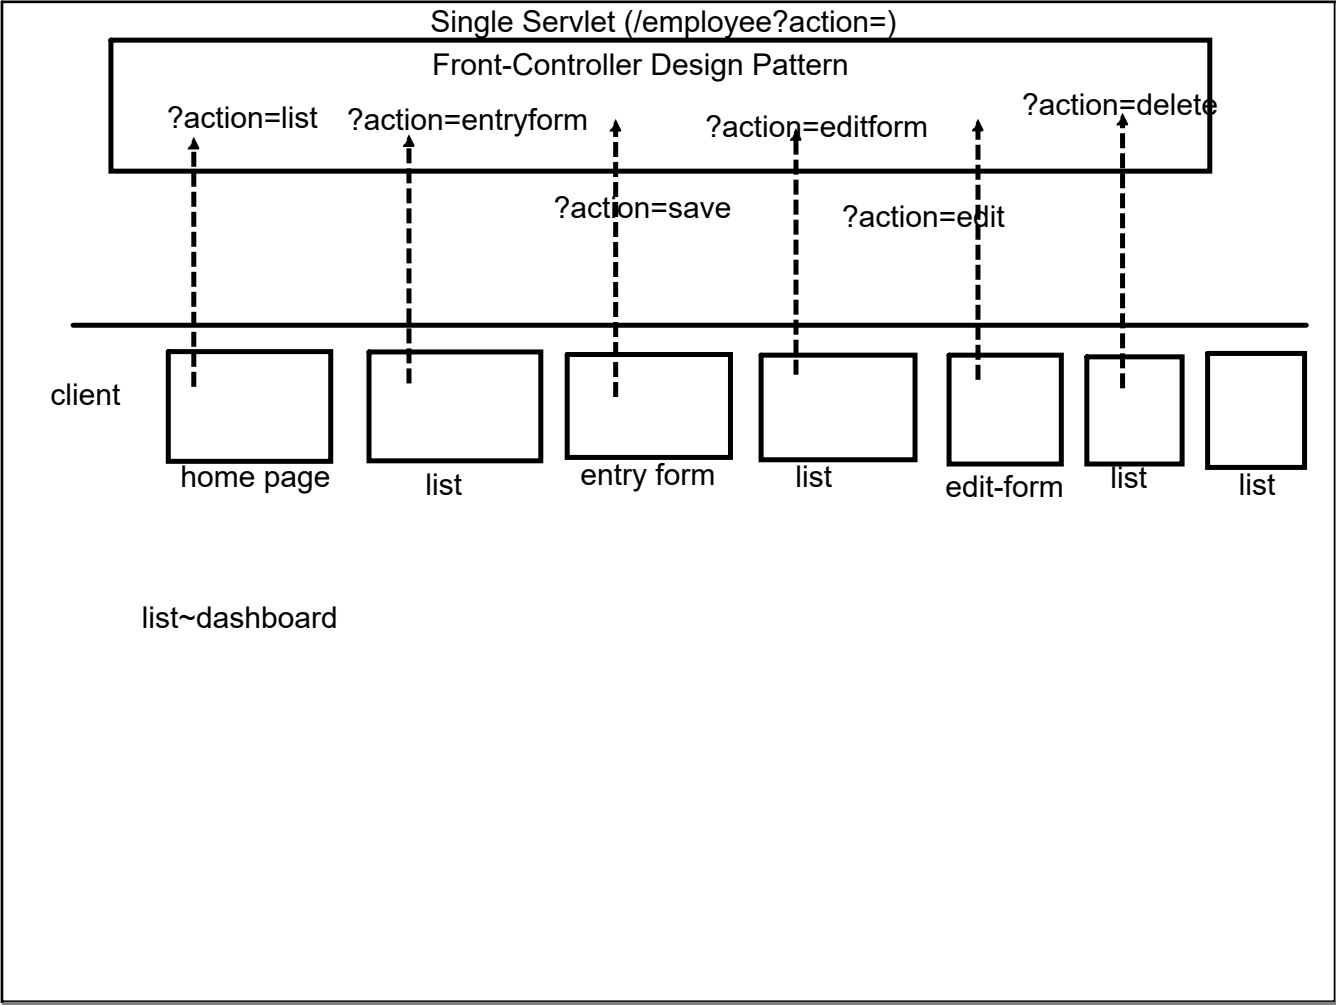 Single Servlet (/employee?action=)
Front-Controller Design Pattern
?action=list
?action=entryform
?action=editform
?action=delete
?action=save
?action=edit
client
home page
list
entry form
list
edit-form
list
list
list~dashboard